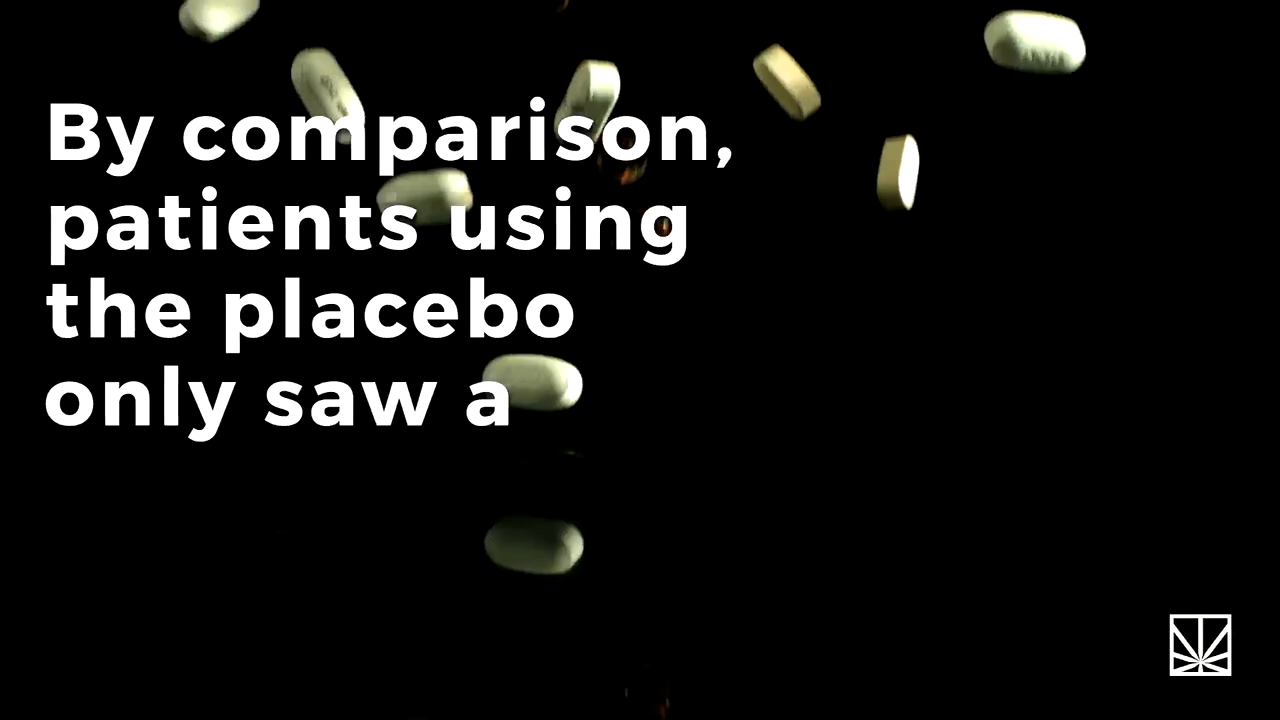 By comparison,
patients using
the placebo
only saw a